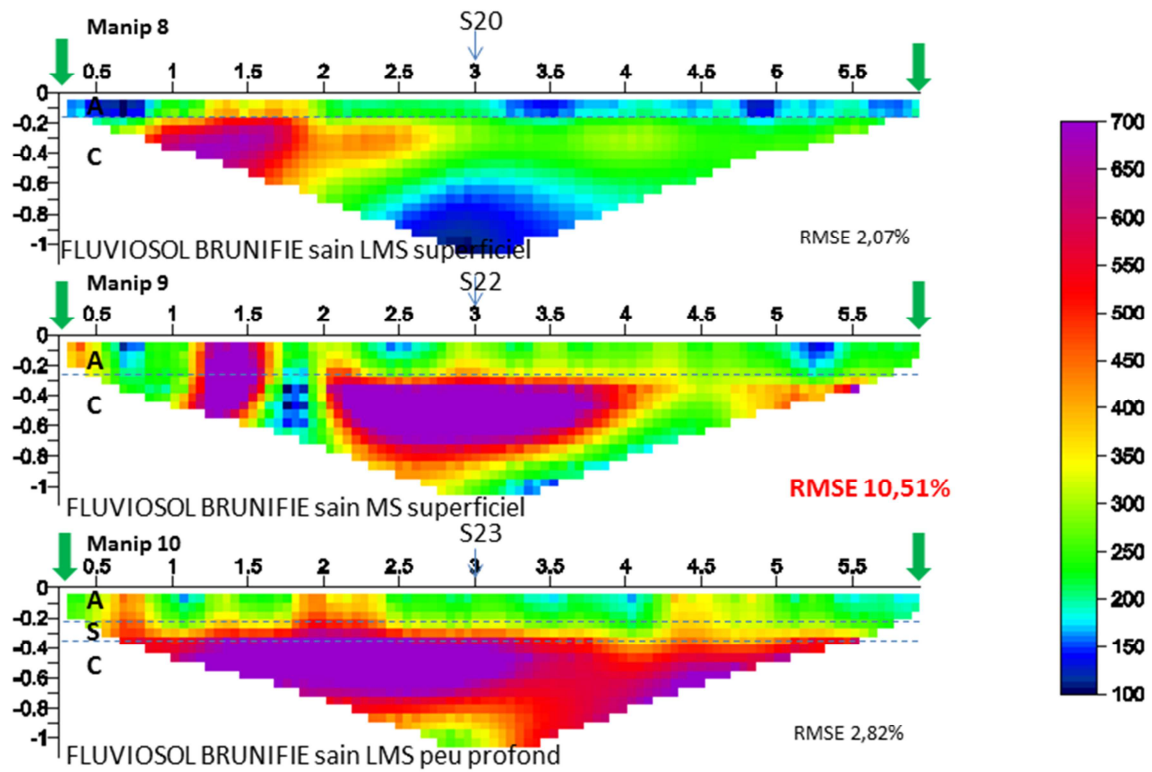 Manip 8
S20
0.5 1 1.5 2 2.5 3 3.5 4 4.5 5 5.5
0
A
-0.2
-0.4
C
-0.6
-0.8
-1
FLUVIOSOL BRUNIFIE sain LMS superficiel
RMSE 2,07%
Manip 9
S22
0.5 1 1.5 2 2.5 3 3.5 4 4.5 5 5.5
0
A
-0.2
-0.4
C
-0.6
-0.8
-1
FLUVIOSOL BRUNIFIE sain MS superficiel
RMSE 10,51%
Manip 10
S23
0.5 1 1.5 2 2.5 3 3.5 4 4.5 5 5.5
0
A
-0.2
S
-0.4
C
-0.6
-0.8
-1
FLUVIOSOL BRUNIFIE sain LMS peu profond
RMSE 2,82%
700
650
600
550
500
450
400
350
300
250
200
150
100